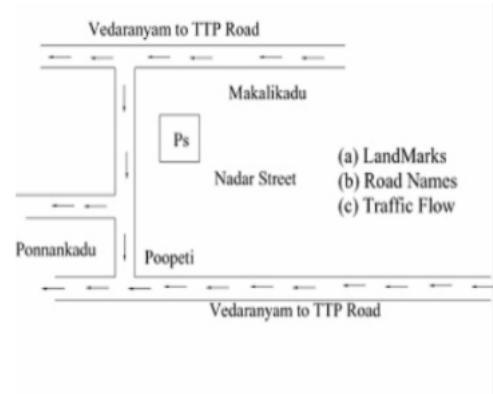 Vedaranyam to TTP Road
Makalikadu
Ps
(a) LandMarks
Nadar Street
(b) Road Names
(c) Traffic Flow
Ponnankadu
Poopeti
Vedaranyam to TTP Road